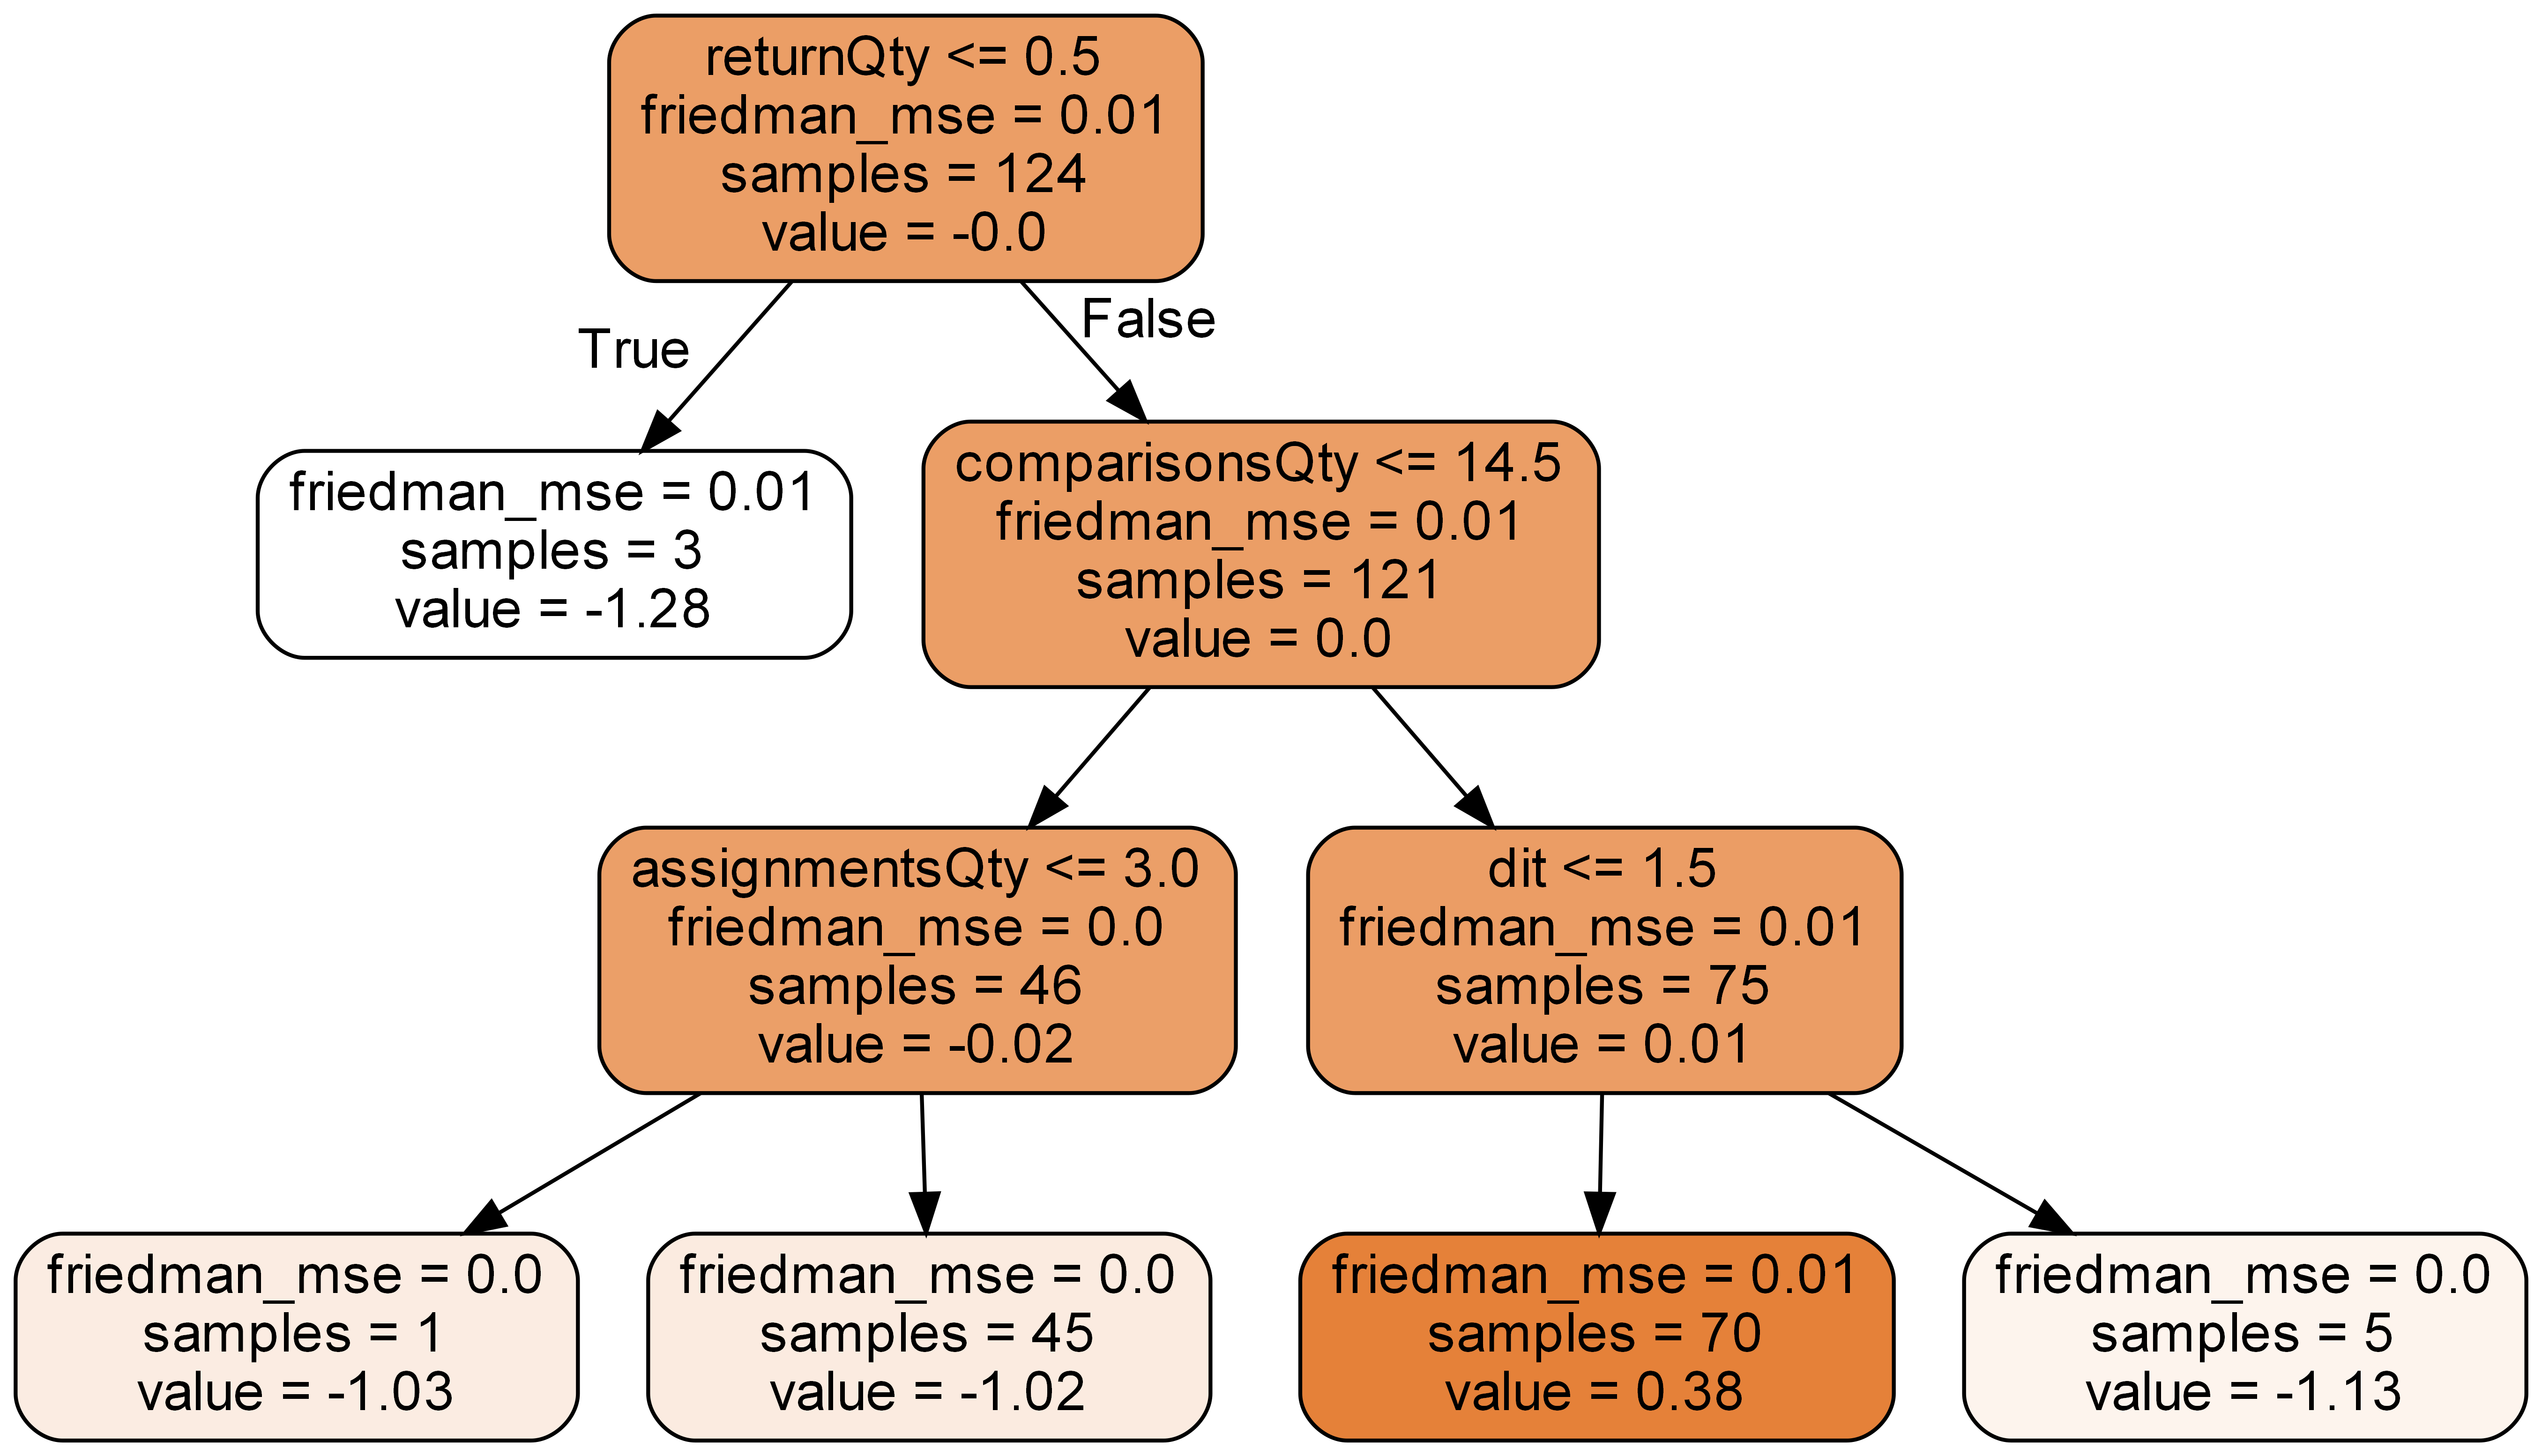 returnQty <= 0.5
friedman_mse = 0.01
samples = 124
value = -0.0
True
False
friedman_mse = 0.01
samples = 3
value = -1.28
comparisonsQty <= 14.5
friedman_mse = 0.01
samples = 121
value = 0.0
assignmentsQty <= 3.0
friedman_mse = 0.0
samples = 46
value = -0.02
dit <= 1.5
friedman_mse = 0.01
samples = 75
value = 0.01
friedman_mse = 0.0
samples = 1
value = -1.03
friedman_mse = 0.0
samples = 45
value = -1.02
friedman_mse = 0.01
samples = 70
value = 0.38
friedman_mse = 0.0
samples = 5
value = -1.13